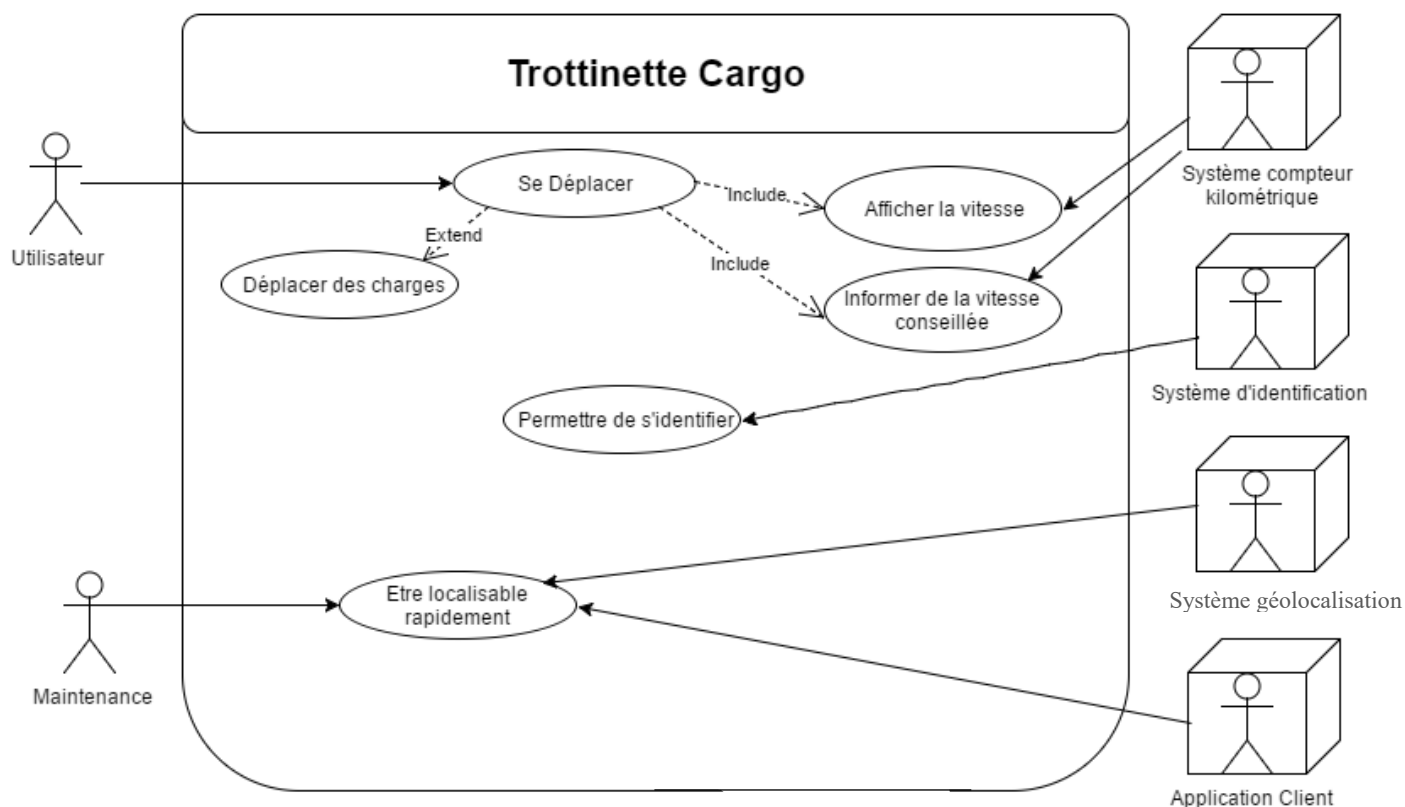 Trottinette Cargo
Se Déplacer
Include
Afficher la vitesse
Système compteur
kilométrique
Utilisateur
Extend
Include
Déplacer des charges
Informer de la vitesse
conseillée
Système d'identification
Permettre de s'identifier
Etre localisable
rapidement
Système géolocalisation
Maintenance
Application Client